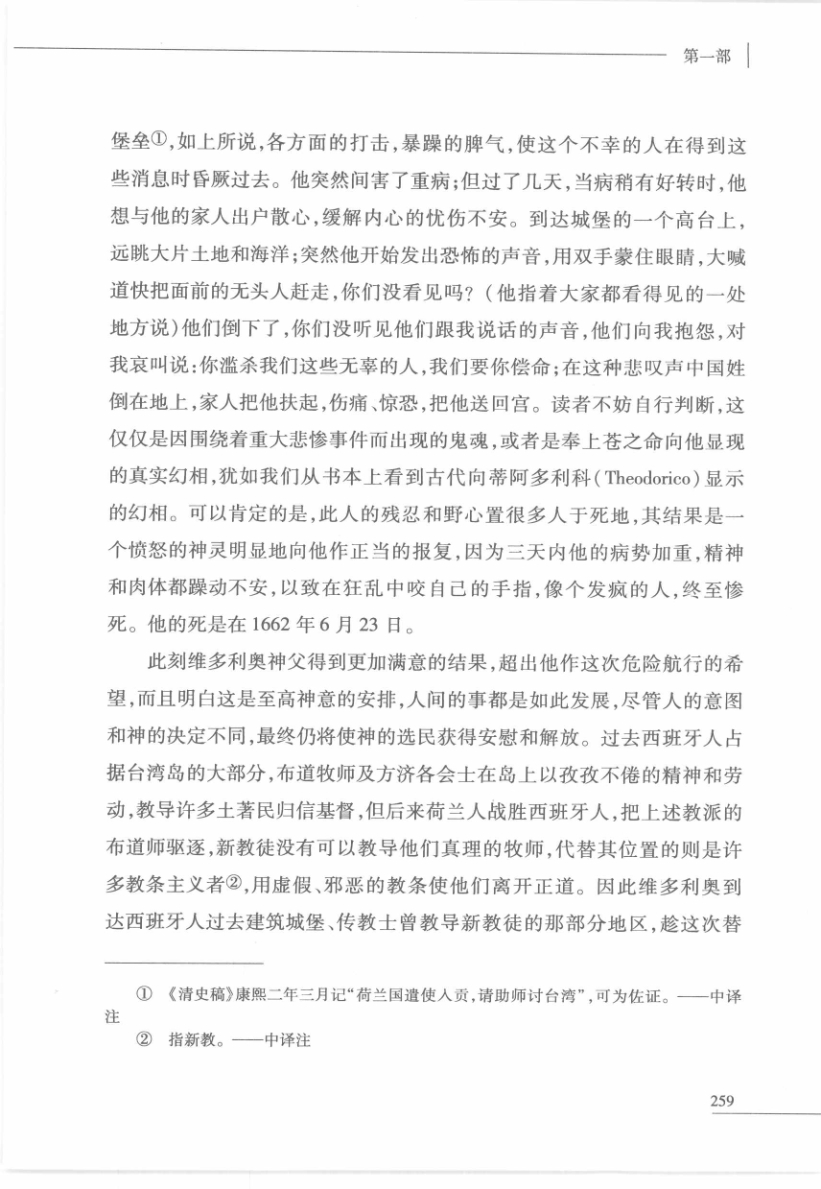 第一部
堡垒①,如上所说,各方面的打击,暴躁的脾气,使这个不幸的人在得到这
些消息时昏厥过去。他突然间害了重病;但过了几天,当病稍有好转时,他
想与他的家人出户散心,缓解内心的忧伤不安。到达城堡的一个高台上,
远眺大片土地和海洋;突然他开始发出恐怖的声音,用双手蒙住眼睛,大喊
道快把面前的无头人赶走,你们没看见吗?(他指着大家都看得见的一处
地方说)他们倒下了,你们没听见他们跟我说话的声音,他们向我抱怨,对
我哀叫说:你滥杀我们这些无辜的人,我们要你偿命;在这种悲叹声中国姓
倒在地上,家人把他扶起,伤痛、惊恐,把他送回宫。读者不妨自行判断,这
仅仅是因围绕着重大悲惨事件而出现的鬼魂,或者是奉上苍之命向他显现
的真实幻相,犹如我们从书本上看到古代向蒂阿多利科(Theodorico)显示
的幻相。可以肯定的是,此人的残忍和野心置很多人于死地,其结果是一
个愤怒的神灵明显地向他作正当的报复,因为三天内他的病势加重,精神
和肉体都躁动不安,以致在狂乱中咬自己的手指,像个发疯的人,终至惨
死。他的死是在1662年6月23日。
此刻维多利奥神父得到更加满意的结果,超出他作这次危险航行的希
望,而且明白这是至高神意的安排,人间的事都是如此发展,尽管人的意图
和神的决定不同,最终仍将使神的选民获得安慰和解放。过去西班牙人占
据台湾岛的大部分,布道牧师及方济各会士在岛上以孜孜不倦的精神和劳
动,教导许多土著民归信基督,但后来荷兰人战胜西班牙人,把上述教派的
布道师驱逐,新教徒没有可以教导他们真理的牧师,代替其位置的则是许
多教条主义者②,用虚假、邪恶的教条使他们离开正道。因此维多利奥到
达西班牙人过去建筑城堡、传教士曾教导新教徒的那部分地区,趁这次替
① 《清史稿》康熙二年三月记“荷兰国遣使入贡,请助师讨台湾”,可为佐证。——中译
注
② 指新教。——中译注
259